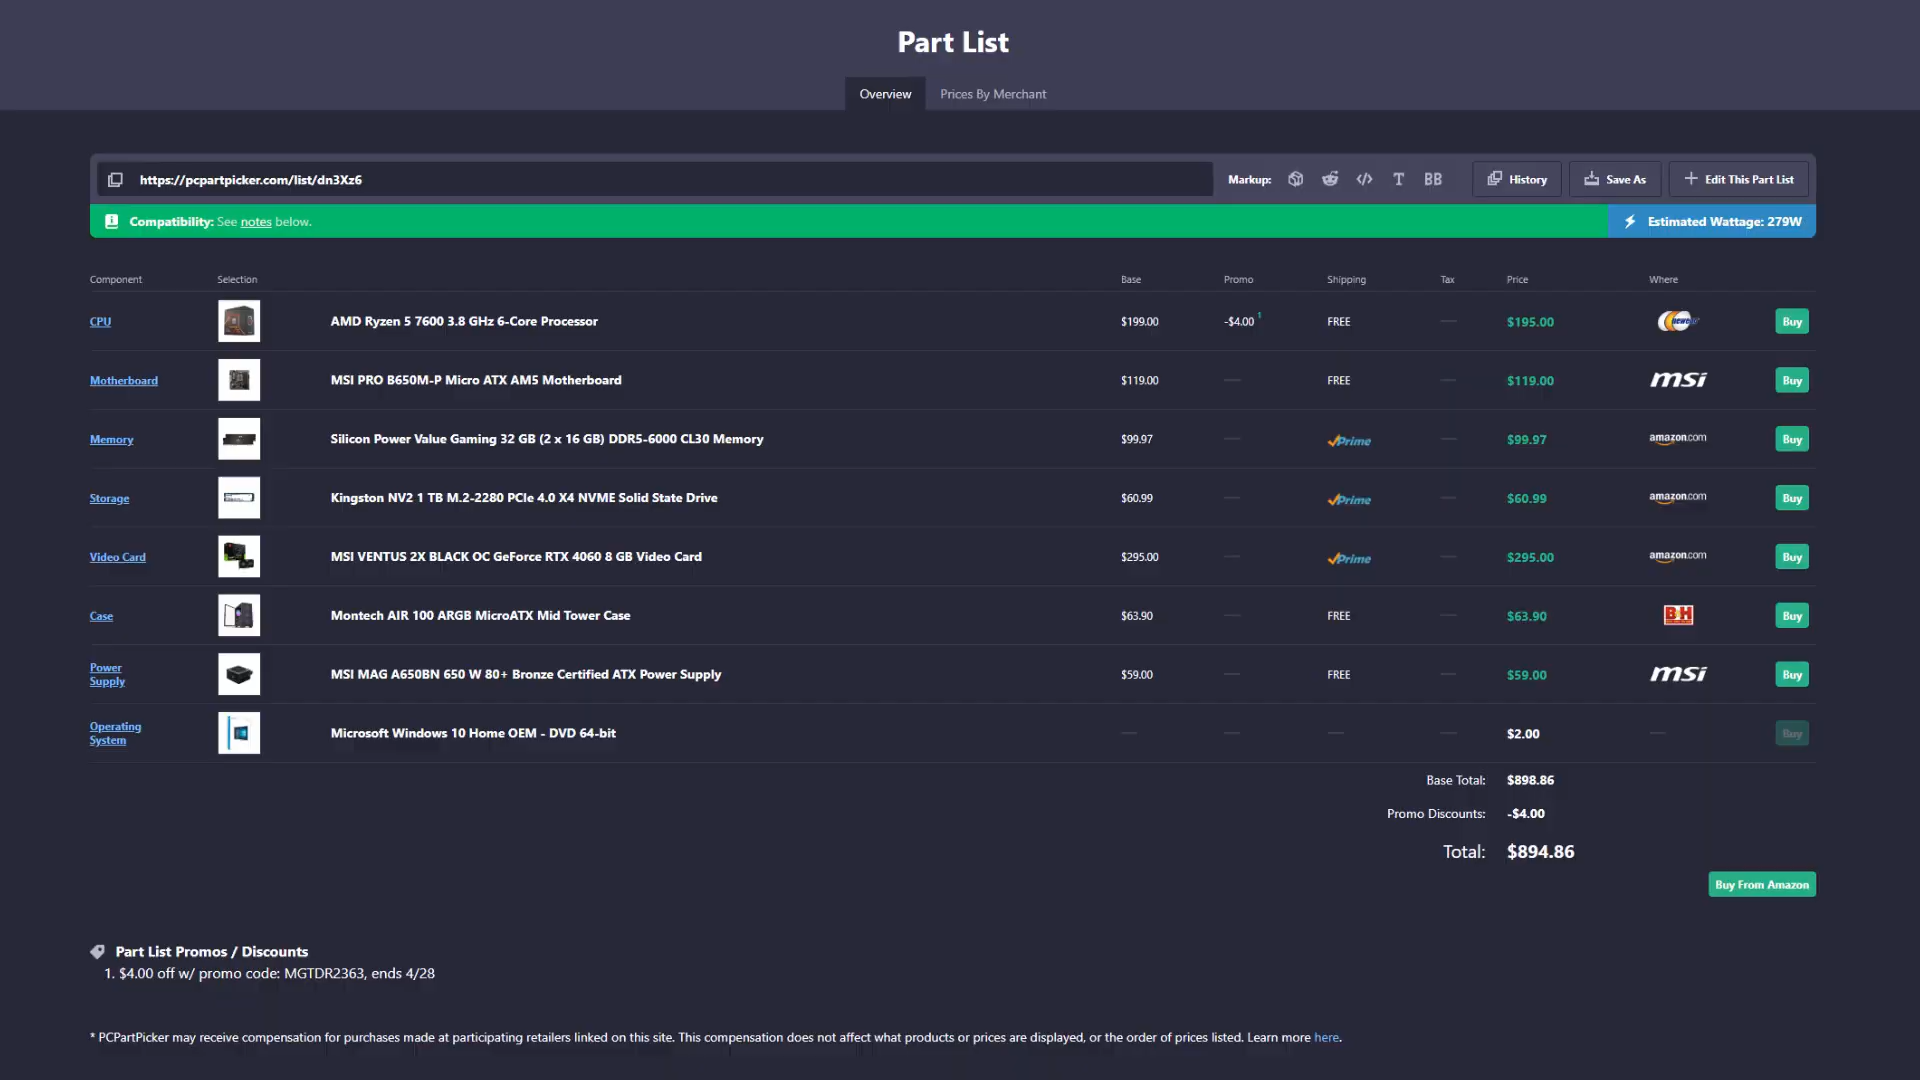 Part List
Overview Prices By Merchant
https://pcpartpicker.com/list/dn3Xz6 Markup: T BB History Save As Edit This Part List
Compatibility: See notes below. Estimated Wattage: 279W
Component Selection Base Promo Shipping Tax Price Where
CPU AMD Ryzen 5 7600 3.8 GHz 6-Core Processor $199.00 -$4.00 1 FREE — $195.00 newegg Buy
Motherboard MSI PRO B650M-P Micro ATX AM5 Motherboard $119.00 — FREE — $119.00 msi Buy
Memory Silicon Power Value Gaming 32 GB (2 x 16 GB) DDR5-6000 CL30 Memory $99.97 — Prime — $99.97 amazon.com Buy
Storage Kingston NV2 1 TB M.2-2280 PCIe 4.0 X4 NVME Solid State Drive $60.99 — Prime — $60.99 amazon.com Buy
Video Card MSI VENTUS 2X BLACK OC GeForce RTX 4060 8 GB Video Card $295.00 — Prime — $295.00 amazon.com Buy
Case Montech AIR 100 ARGB MicroATX Mid Tower Case $63.90 — FREE — $63.90 B&H Buy
Power Supply MSI MAG A650BN 650 W 80+ Bronze Certified ATX Power Supply $59.00 — FREE — $59.00 msi Buy
Operating System Microsoft Windows 10 Home OEM - DVD 64-bit — — — — $2.00 — Buy
Base Total: $898.86
Promo Discounts: -$4.00
Total: $894.86
Buy From Amazon
Part List Promos / Discounts
1. $4.00 off w/ promo code: MGTDR2363, ends 4/28
* PCPartPicker may receive compensation for purchases made at participating retailers linked on this site. This compensation does not affect what products or prices are displayed, or the order of prices listed. Learn more here.